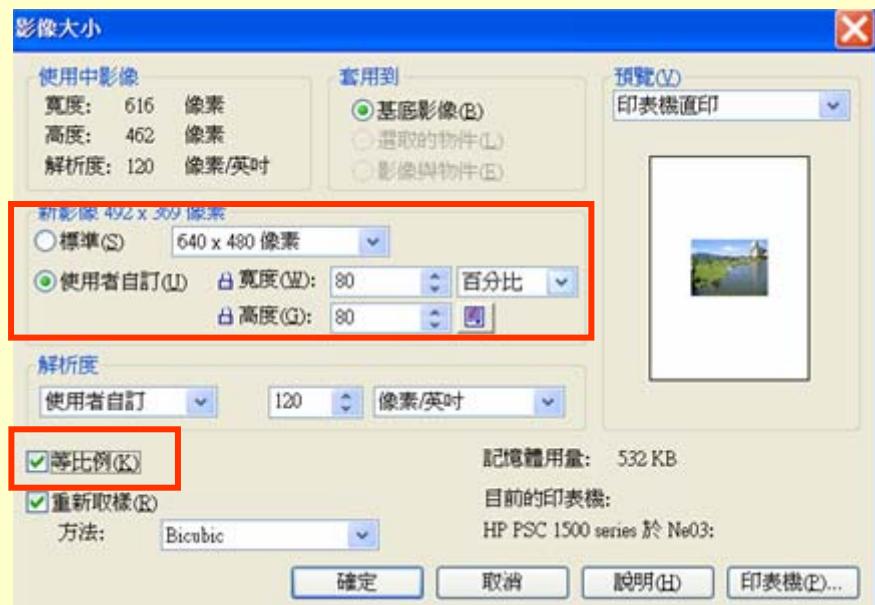 影像大小
使用中影像
寬度: 616 像素
高度: 462 像素
解析度: 120 像素/英吋
套用到
基底影像(B)
選取的物件(L)
影像與物件(E)
預覽(V)
印表機直印
新影像 492 x 369 像素
標準(S) 640 x 480 像素
使用者自訂(U) 寬度(W): 80 百分比
高度(G): 80
解析度
使用者自訂 120 像素/英吋
等比例(K)
重新取樣(R)
方法: Bicubic
記憶體用量: 532 KB
目前的印表機:
HP PSC 1500 series 於 Ne03:
確定 取消 說明(H) 印表機(P)...